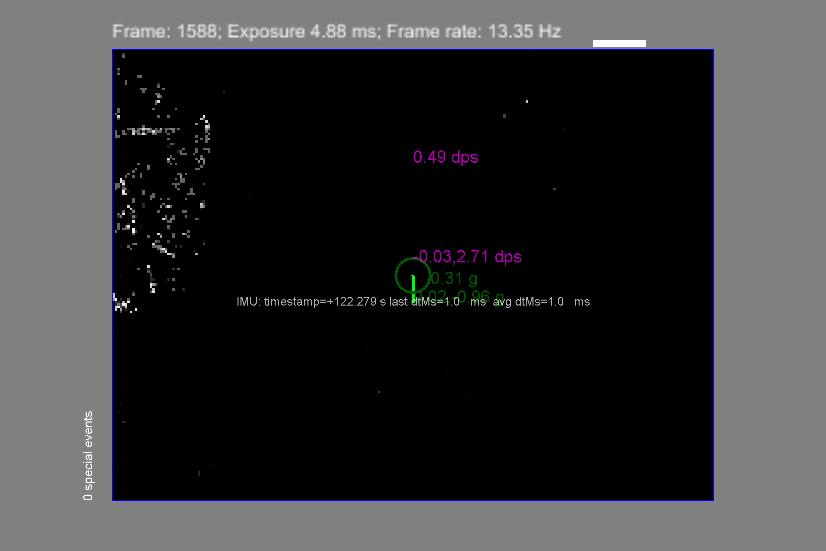 Frame: 1588; Exposure 4.88 ms; Frame rate: 13.35 Hz
0.49 dps
-0.03,2.71 dps
0.31 g
IMU: timestamp=+122.279 s last dtMs=1.0 ms avg dtMs=1.0 ms
0 special events